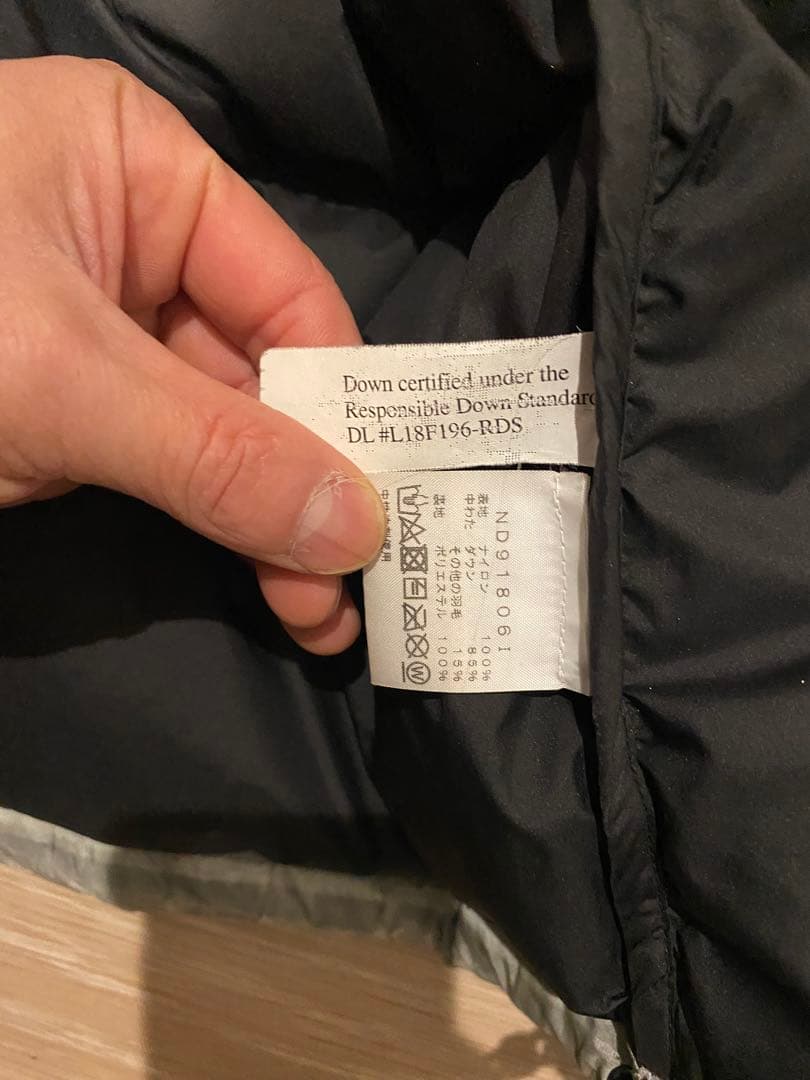 Down certified under the
Responsible Down Standard
DL #L18F196-RDS
ND91806I
表地 ナイロン 100%
中わた ダウン 85%
その他の羽毛 15%
裏地 ポリエステル 100%
W